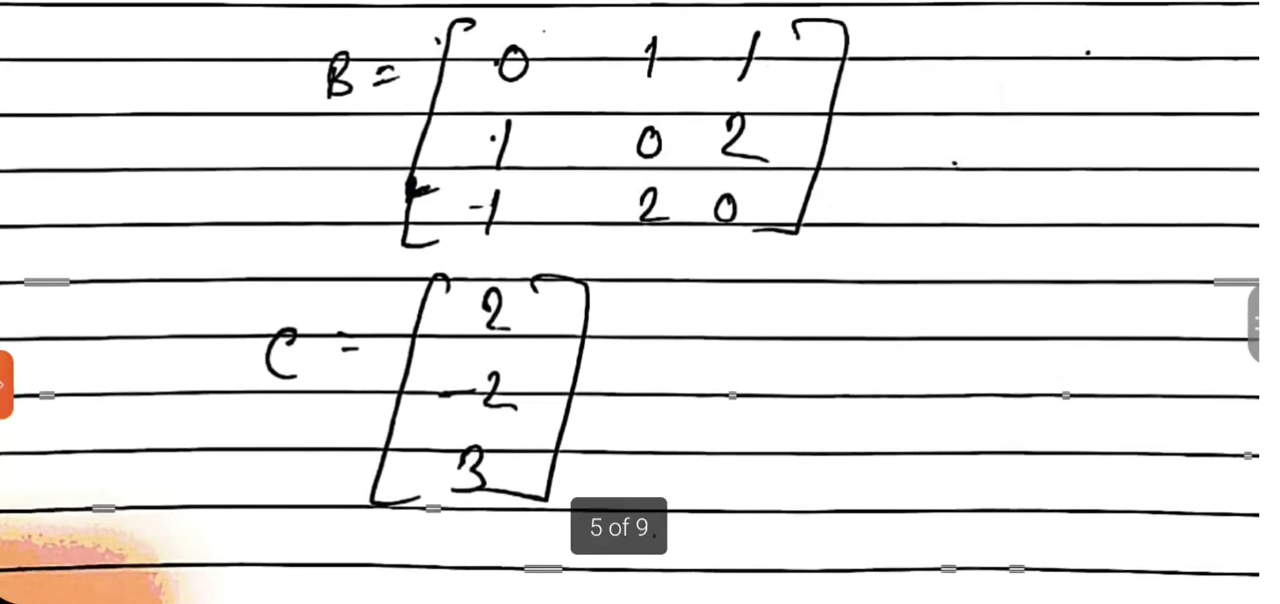 B = [ 0 1 1
1 0 2
-1 2 0 ]
C = [ 2
-2
3 ]
5 of 9